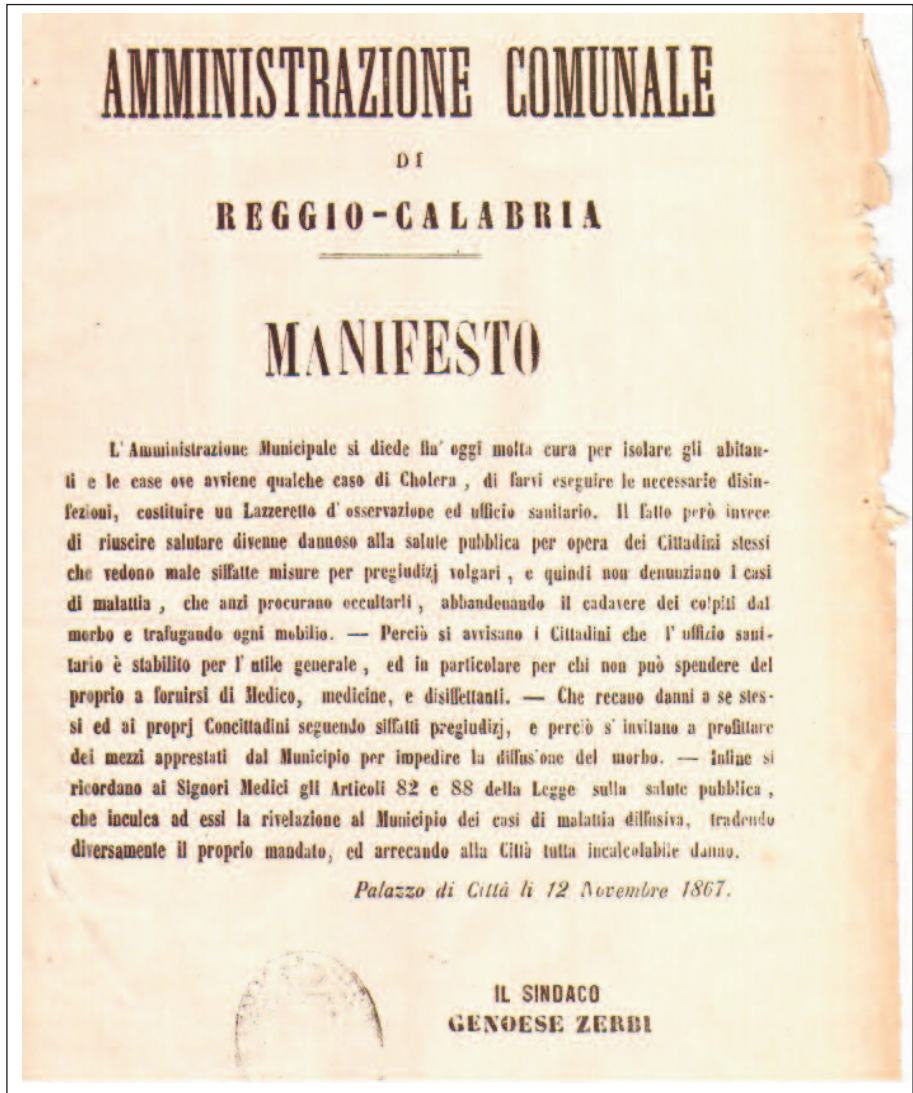 AMMINISTRAZIONE COMUNALE
DI
REGGIO-CALABRIA
MANIFESTO
L' Amministrazione Municipale si diede fin' oggi molta cura per isolare gli abitan-
ti e le case ove avviene qualche caso di Cholera , di farvi eseguire le necessarie disin-
fezioni, costituire un Lazzeretto d' osservazione ed ufficio sanitario. Il fatto però invece
di riuscire salutare divenne dannoso alla salute pubblica per opera dei Cittadini stessi
che vedono male siffatte misure per pregiudizj volgari , e quindi non denunziano i casi
di malattia , che anzi procurano occultarli , abbandonando il cadavere dei colpiti dal
morbo e trafugando ogni mobilio. — Perciò si avvisano i Cittadini che l' uffizio sani-
tario è stabilito per l' utile generale , ed in particolare per chi non può spendere del
proprio a fornirsi di Medico, medicine, e disiffettanti. — Che recano danni a se stes-
si ed ai proprj Concittadini seguendo siffatti pregiudizj, e perciò s' invitano a profittare
dei mezzi apprestati dal Municipio per impedire la diffusione del morbo. — Infine si
ricordano ai Signori Medici gli Articoli 82 e 88 della Legge sulla salute pubblica ,
che inculca ad essi la rivelazione al Municipio dei casi di malattia diffusiva, tradendo
diversamente il proprio mandato, ed arrecando alla Città tutta incalcolabile danno.
Palazzo di Città li 12 Novembre 1867.
IL SINDACO
GENOESE ZERBI